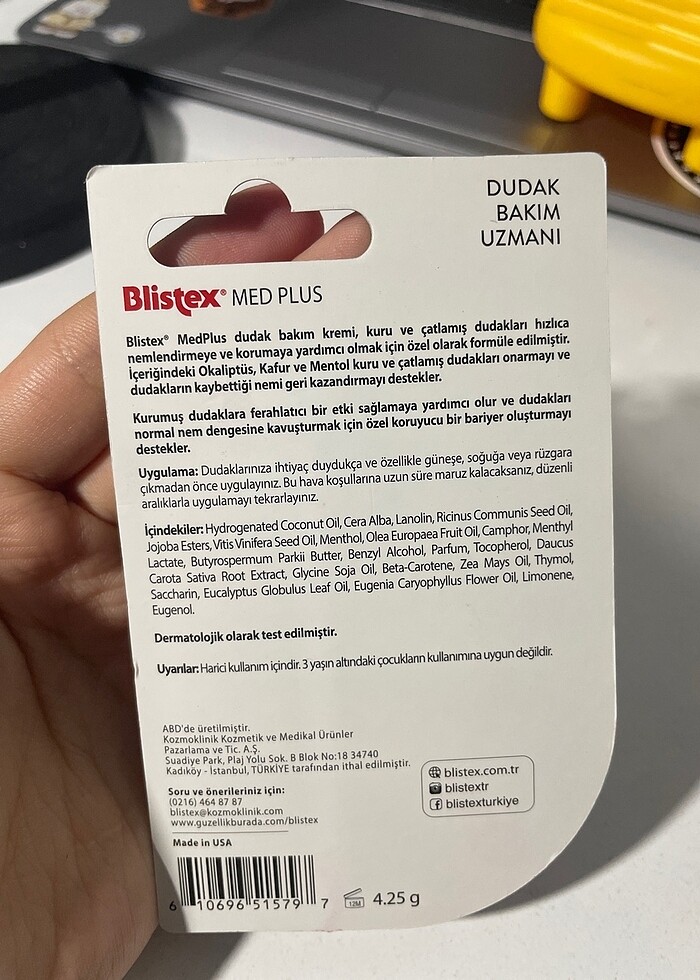 DUDAK
BAKIM
UZMANI
Blistex® MED PLUS
Blistex® MedPlus dudak bakım kremi, kuru ve çatlamış dudakları hızlıca
nemlendirmeye ve korumaya yardımcı olmak için özel olarak formüle edilmiştir.
İçeriğindeki Okaliptüs, Kafur ve Mentol kuru ve çatlamış dudakları onarmayı ve
dudakların kaybettiği nemi geri kazandırmayı destekler.
Kurumuş dudaklara ferahlatıcı bir etki sağlamaya yardımcı olur ve dudakları
normal nem dengesine kavuşturmak için özel koruyucu bir bariyer oluşturmayı
destekler.
Uygulama: Dudaklarınıza ihtiyaç duydukça ve özellikle güneşe, soğuğa veya rüzgara
çıkmadan önce uygulayınız. Bu hava koşullarına uzun süre maruz kalacaksanız, düzenli
aralıklarla uygulamayı tekrarlayınız.
İçindekiler: Hydrogenated Coconut Oil, Cera Alba, Lanolin, Ricinus Communis Seed Oil,
Jojoba Esters, Vitis Vinifera Seed Oil, Menthol, Olea Europaea Fruit Oil, Camphor, Menthyl
Lactate, Butyrospermum Parkii Butter, Benzyl Alcohol, Parfum, Tocopherol, Daucus
Carota Sativa Root Extract, Glycine Soja Oil, Beta-Carotene, Zea Mays Oil, Thymol,
Saccharin, Eucalyptus Globulus Leaf Oil, Eugenia Caryophyllus Flower Oil, Limonene,
Eugenol.
Dermatolojik olarak test edilmiştir.
Uyarılar: Harici kullanım içindir. 3 yaşın altındaki çocukların kullanımına uygun değildir.
ABD'de üretilmiştir.
Kozmoklinik Kozmetik ve Medikal Ürünler
Pazarlama ve Tic. A.Ş.
Suadiye Park, Plaj Yolu Sok. B Blok No:18 34740
Kadıköy - İstanbul, TÜRKİYE tarafından ithal edilmiştir.
blistex.com.tr
blistextr
blistexturkiye
Soru ve önerileriniz için:
(0216) 464 87 87
blistex@kozmoklinik.com
www.guzellikburada.com/blistex
Made in USA
6 10696 51579 7
12M
4.25 g